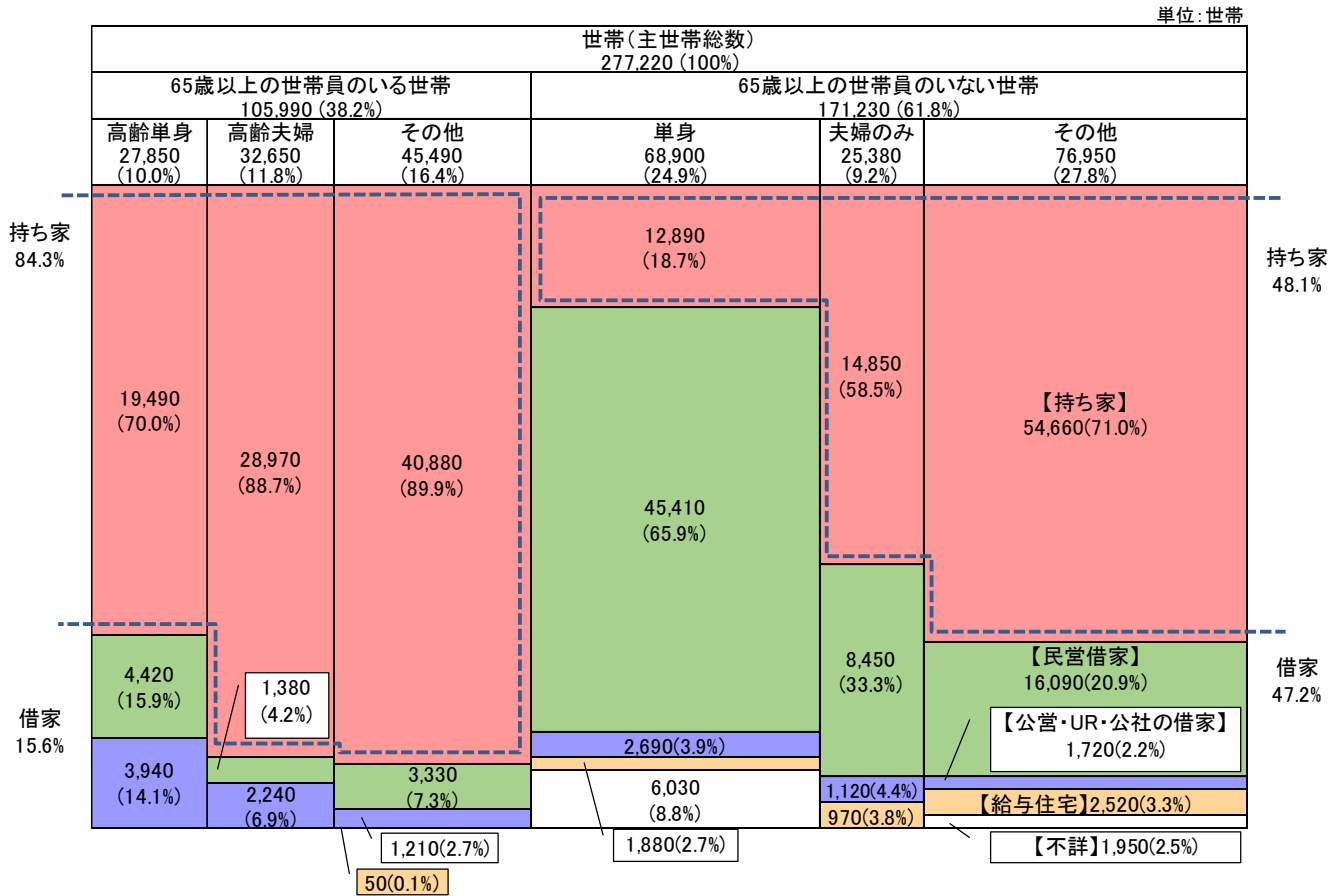 単位:世帯
世帯(主世帯総数)
277,220 (100%)
65歳以上の世帯員のいる世帯
105,990 (38.2%)
65歳以上の世帯員のいない世帯
171,230 (61.8%)
高齢単身
27,850
(10.0%)
高齢夫婦
32,650
(11.8%)
その他
45,490
(16.4%)
単身
68,900
(24.9%)
夫婦のみ
25,380
(9.2%)
その他
76,950
(27.8%)
持ち家
84.3%
借家
15.6%
19,490
(70.0%)
4,420
(15.9%)
3,940
(14.1%)
28,970
(88.7%)
1,380
(4.2%)
2,240
(6.9%)
40,880
(89.9%)
3,330
(7.3%)
1,210(2.7%)
50(0.1%)
12,890
(18.7%)
45,410
(65.9%)
2,690(3.9%)
1,880(2.7%)
6,030
(8.8%)
14,850
(58.5%)
8,450
(33.3%)
1,120(4.4%)
970(3.8%)
【持ち家】
54,660(71.0%)
【民営借家】
16,090(20.9%)
【公営・UR・公社の借家】
1,720(2.2%)
【給与住宅】2,520(3.3%)
【不詳】1,950(2.5%)
持ち家
48.1%
借家
47.2%